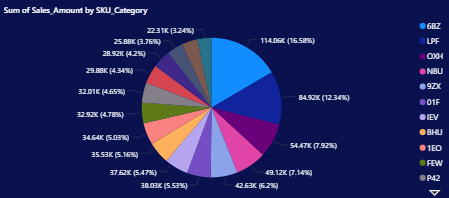 Sum of Sales_Amount by SKU_Category
22.31K (3.24%)
25.88K (3.76%)
28.92K (4.2%)
29.88K (4.34%)
32.01K (4.65%)
32.92K (4.78%)
34.64K (5.03%)
35.53K (5.16%)
37.62K (5.47%)
38.03K (5.53%)
42.63K (6.2%)
49.12K (7.14%)
54.47K (7.92%)
84.92K (12.34%)
114.06K (16.58%)
6BZ
LPF
OXH
N8U
9ZX
01F
IEV
8HU
1EO
FEW
P42